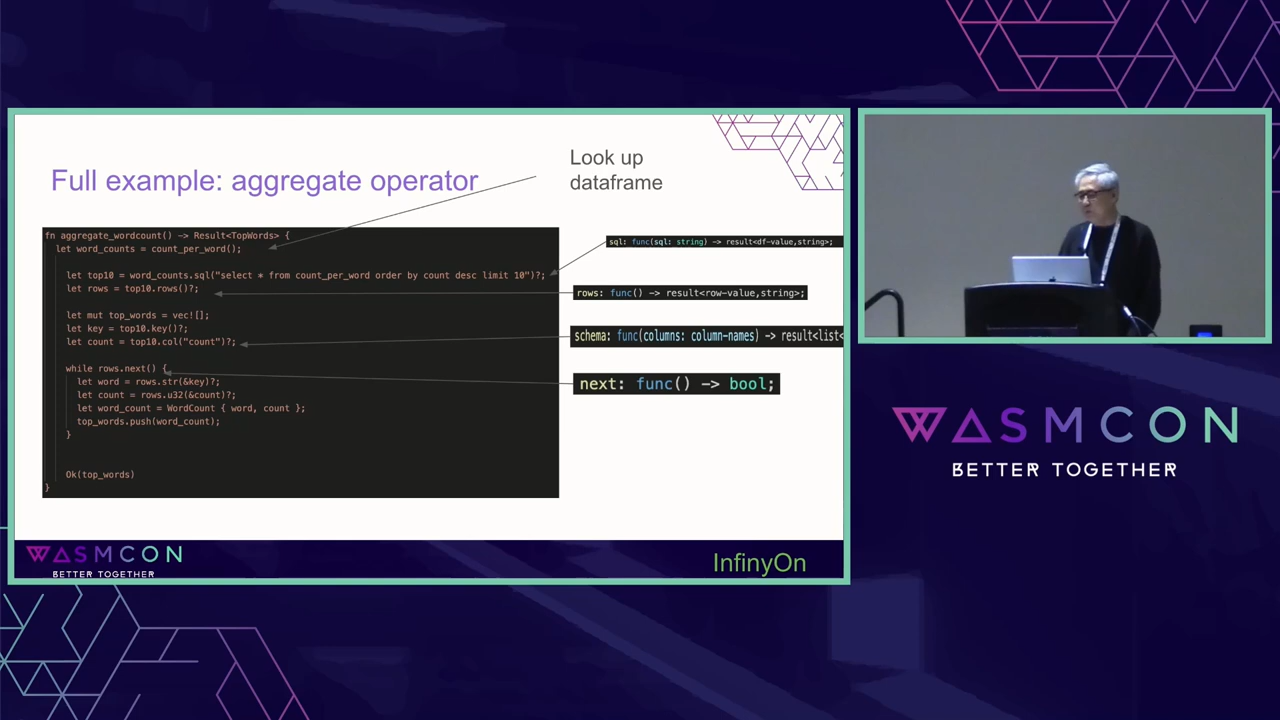 Full example: aggregate operator
Look up
dataframe
fn aggregate_wordcount() -> Result<TopWords> {
let word_counts = count_per_word();
let top10 = word_counts.sql("select * from count_per_word order by count desc limit 10")?;
let rows = top10.rows()?;
let mut top_words = vec![];
let key = top10.key()?;
let count = top10.col("count")?;
while rows.next() {
let word = rows.str(&key)?;
let count = rows.u32(&count)?;
let word_count = WordCount { word, count };
top_words.push(word_count);
}
Ok(top_words)
}
sql: func(sql: string) -> result<df-value,string>;
rows: func() -> result<row-value,string>;
schema: func(columns: column-names) -> result<list<
next: func() -> bool;
WASMCON
BETTER TOGETHER
InfinyOn
WASMCON
BETTER TOGETHER